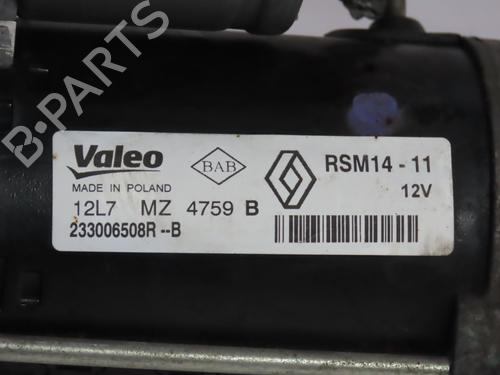 B-PARTS
Valeo
BAB
RSM14 - 11
MADE IN POLAND
12V
12L7 MZ 4759 B
233006508R --B